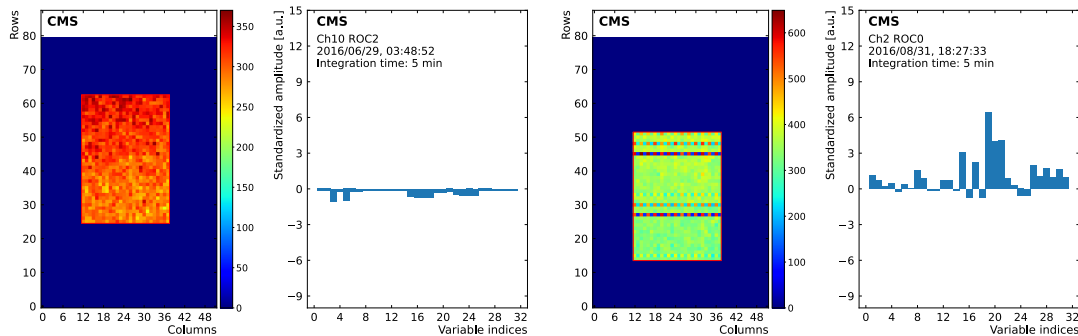 CMS
Rows
80
70
60
50
40
30
20
10
0
0 6 12 18 24 30 36 42 48
Columns
350
300
250
200
150
100
50
0
Standardized amplitude [a.u.]
15
12
9
6
3
0
−3
−6
−9
CMS
Ch10 ROC2
2016/06/29, 03:48:52
Integration time: 5 min
0 4 8 12 16 20 24 28 32
Variable indices
CMS
Rows
80
70
60
50
40
30
20
10
0
0 6 12 18 24 30 36 42 48
Columns
600
500
400
300
200
100
0
Standardized amplitude [a.u.]
15
12
9
6
3
0
−3
−6
−9
CMS
Ch2 ROC0
2016/08/31, 18:27:33
Integration time: 5 min
0 4 8 12 16 20 24 28 32
Variable indices